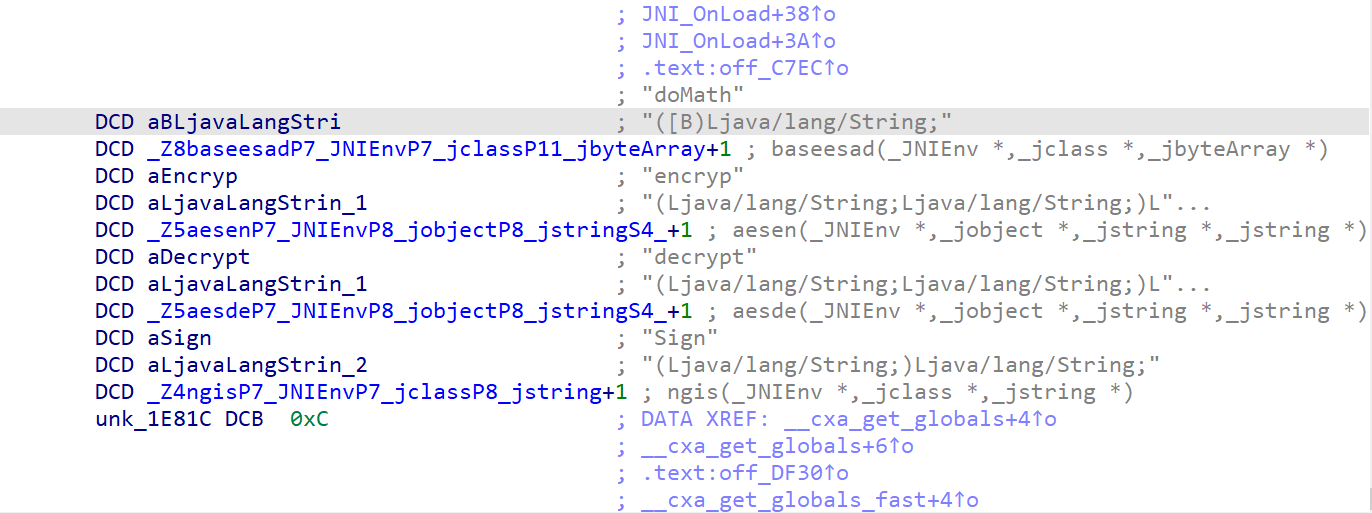 ; JNI_OnLoad+38↑o
; JNI_OnLoad+3A↑o
; .text:off_C7EC↑o
; "doMath"
DCD aBLjavaLangStri ; "([B)Ljava/lang/String;"
DCD _Z8baseesadP7_JNIEnvP7_jclassP11_jbyteArray+1 ; baseesad(_JNIEnv *,_jclass *,_jbyteArray *)
DCD aEncryp ; "encryp"
DCD aLjavaLangStrin_1 ; "(Ljava/lang/String;Ljava/lang/String;)L"...
DCD _Z5aesenP7_JNIEnvP8_jobjectP8_jstringS4_+1 ; aesen(_JNIEnv *,_jobject *,_jstring *,_jstring *)
DCD aDecrypt ; "decrypt"
DCD aLjavaLangStrin_1 ; "(Ljava/lang/String;Ljava/lang/String;)L"...
DCD _Z5aesdeP7_JNIEnvP8_jobjectP8_jstringS4_+1 ; aesde(_JNIEnv *,_jobject *,_jstring *,_jstring *)
DCD aSign ; "Sign"
DCD aLjavaLangStrin_2 ; "(Ljava/lang/String;)Ljava/lang/String;"
DCD _Z4ngisP7_JNIEnvP7_jclassP8_jstring+1 ; ngis(_JNIEnv *,_jclass *,_jstring *)
unk_1E81C DCB 0xC ; DATA XREF: __cxa_get_globals+4↑o
; __cxa_get_globals+6↑o
; .text:off_DF30↑o
; __cxa_get_globals_fast+4↑o